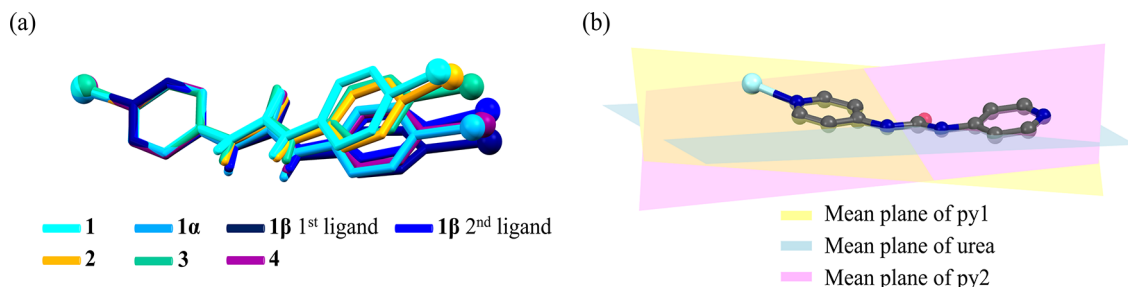 (a)
(b)
1 1α 1β 1st ligand 1β 2nd ligand
2 3 4
Mean plane of py1
Mean plane of urea
Mean plane of py2